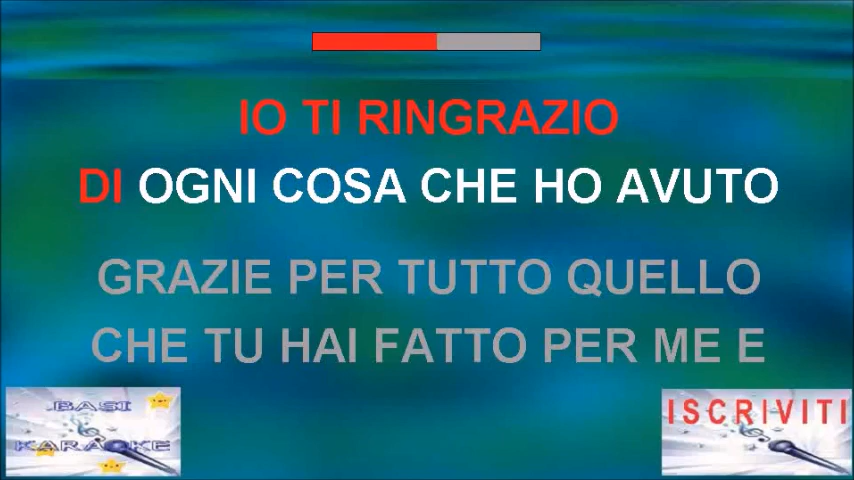 IO TI RINGRAZIO
DI OGNI COSA CHE HO AVUTO
GRAZIE PER TUTTO QUELLO
CHE TU HAI FATTO PER ME E
BASI
KARAOKE
ISCRIVITI